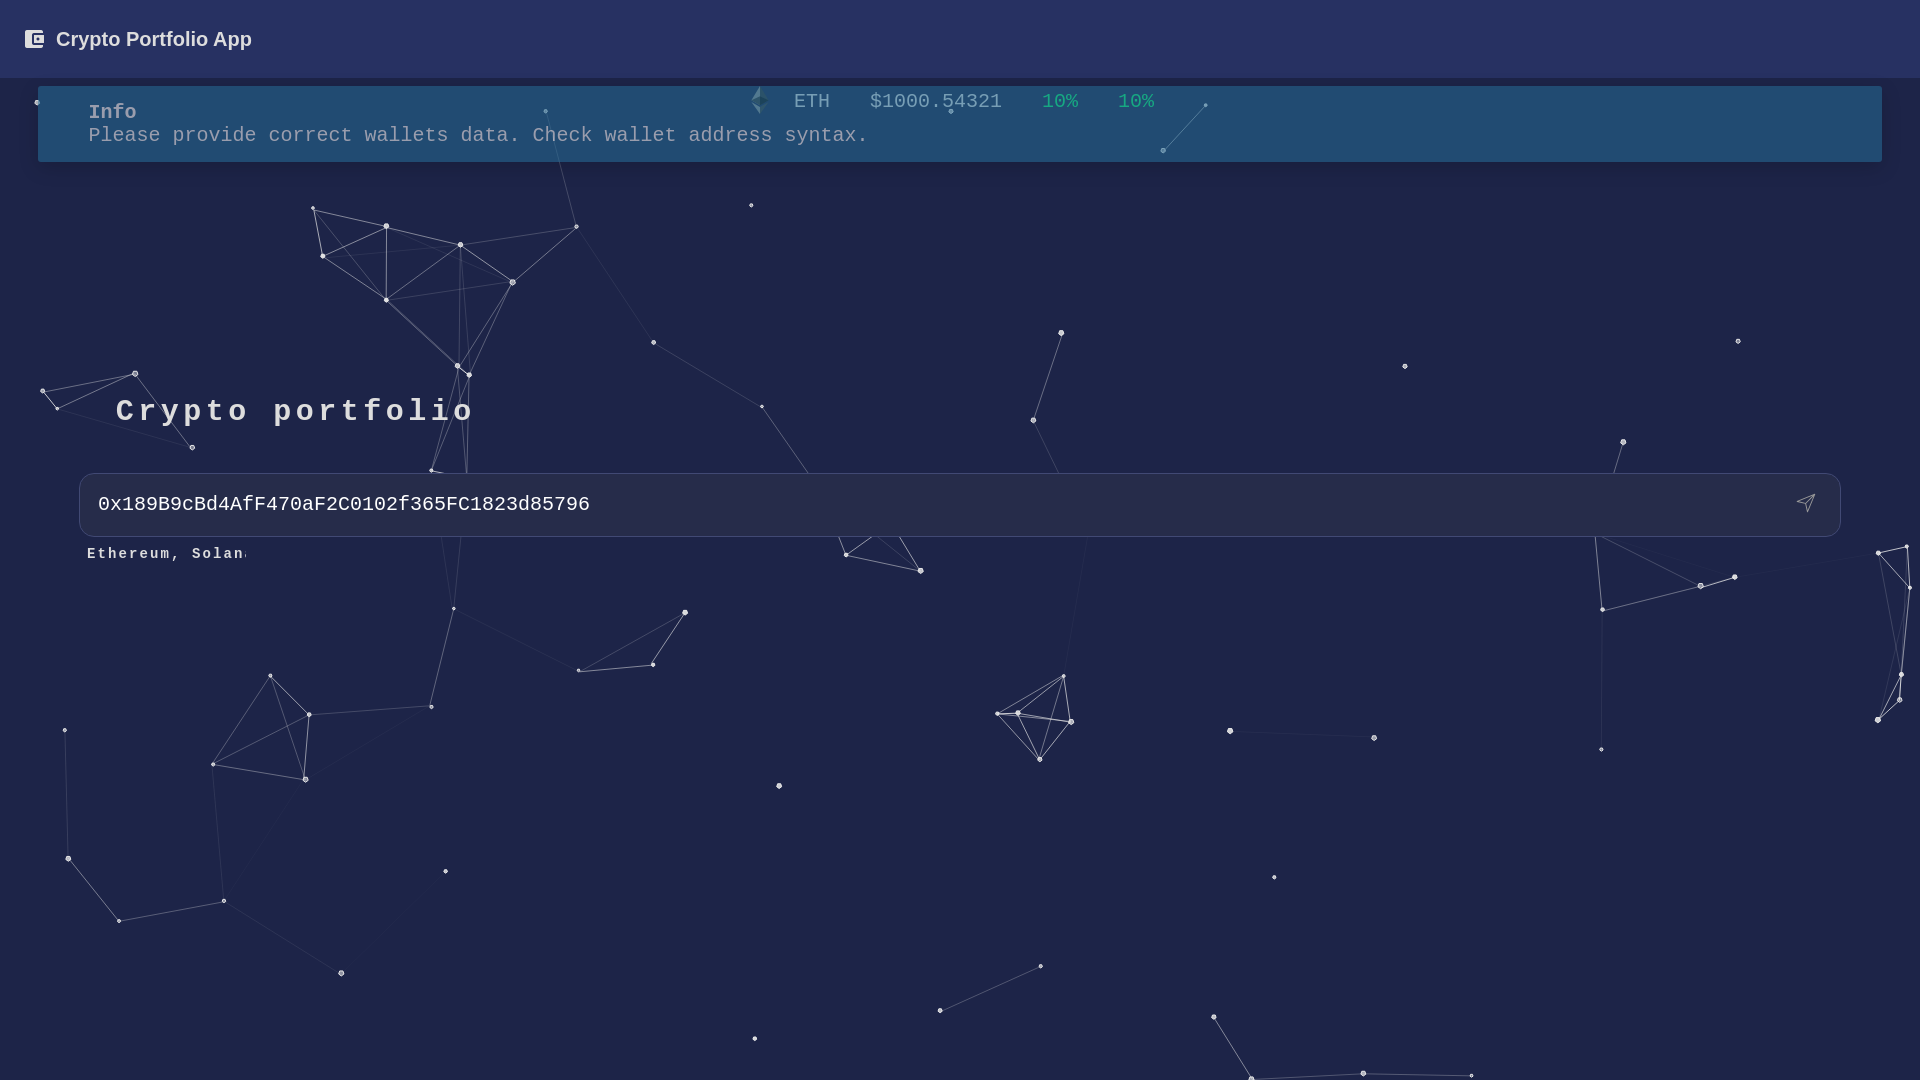 Crypto Portfolio App
ETH $1000.54321 10% 10%
Info
Please provide correct wallets data. Check wallet address syntax.
Crypto portfolio
0x189B9cBd4AfF470aF2C0102f365FC1823d85796
Ethereum, Solan